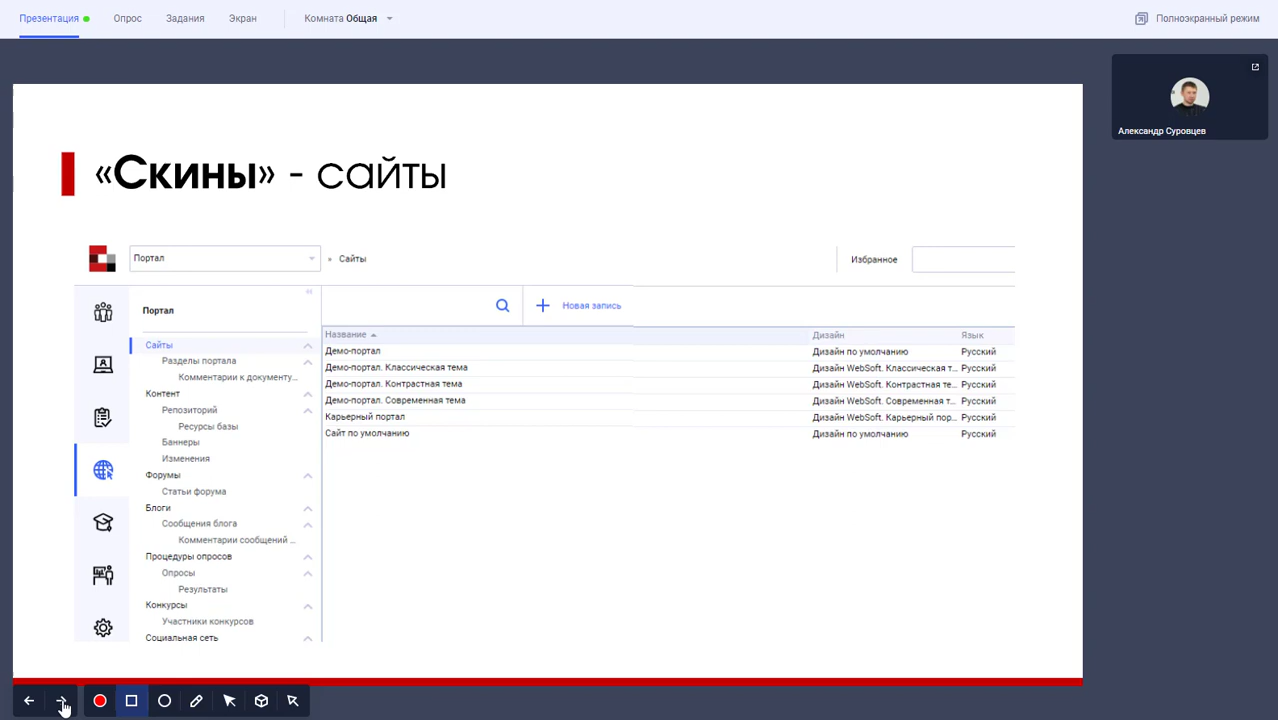 Презентация Опрос Задания Экран Комната Общая Полноэкранный режим
Александр Суровцев
«Скины» - сайты
Портал Сайты Избранное
Портал
Новая запись
Название Дизайн Язык
Демо-портал Дизайн по умолчанию Русский
Демо-портал. Классическая тема Дизайн WebSoft. Классическая т... Русский
Демо-портал. Контрастная тема Дизайн WebSoft. Контрастная те... Русский
Демо-портал. Современная тема Дизайн WebSoft. Современная т... Русский
Карьерный портал Дизайн WebSoft. Карьерный пор... Русский
Сайт по умолчанию Дизайн по умолчанию Русский
Сайты
Разделы портала
Комментарии к документу...
Контент
Репозиторий
Ресурсы базы
Баннеры
Изменения
Форумы
Статьи форума
Блоги
Сообщения блога
Комментарии сообщений ...
Процедуры опросов
Опросы
Результаты
Конкурсы
Участники конкурсов
Социальная сеть